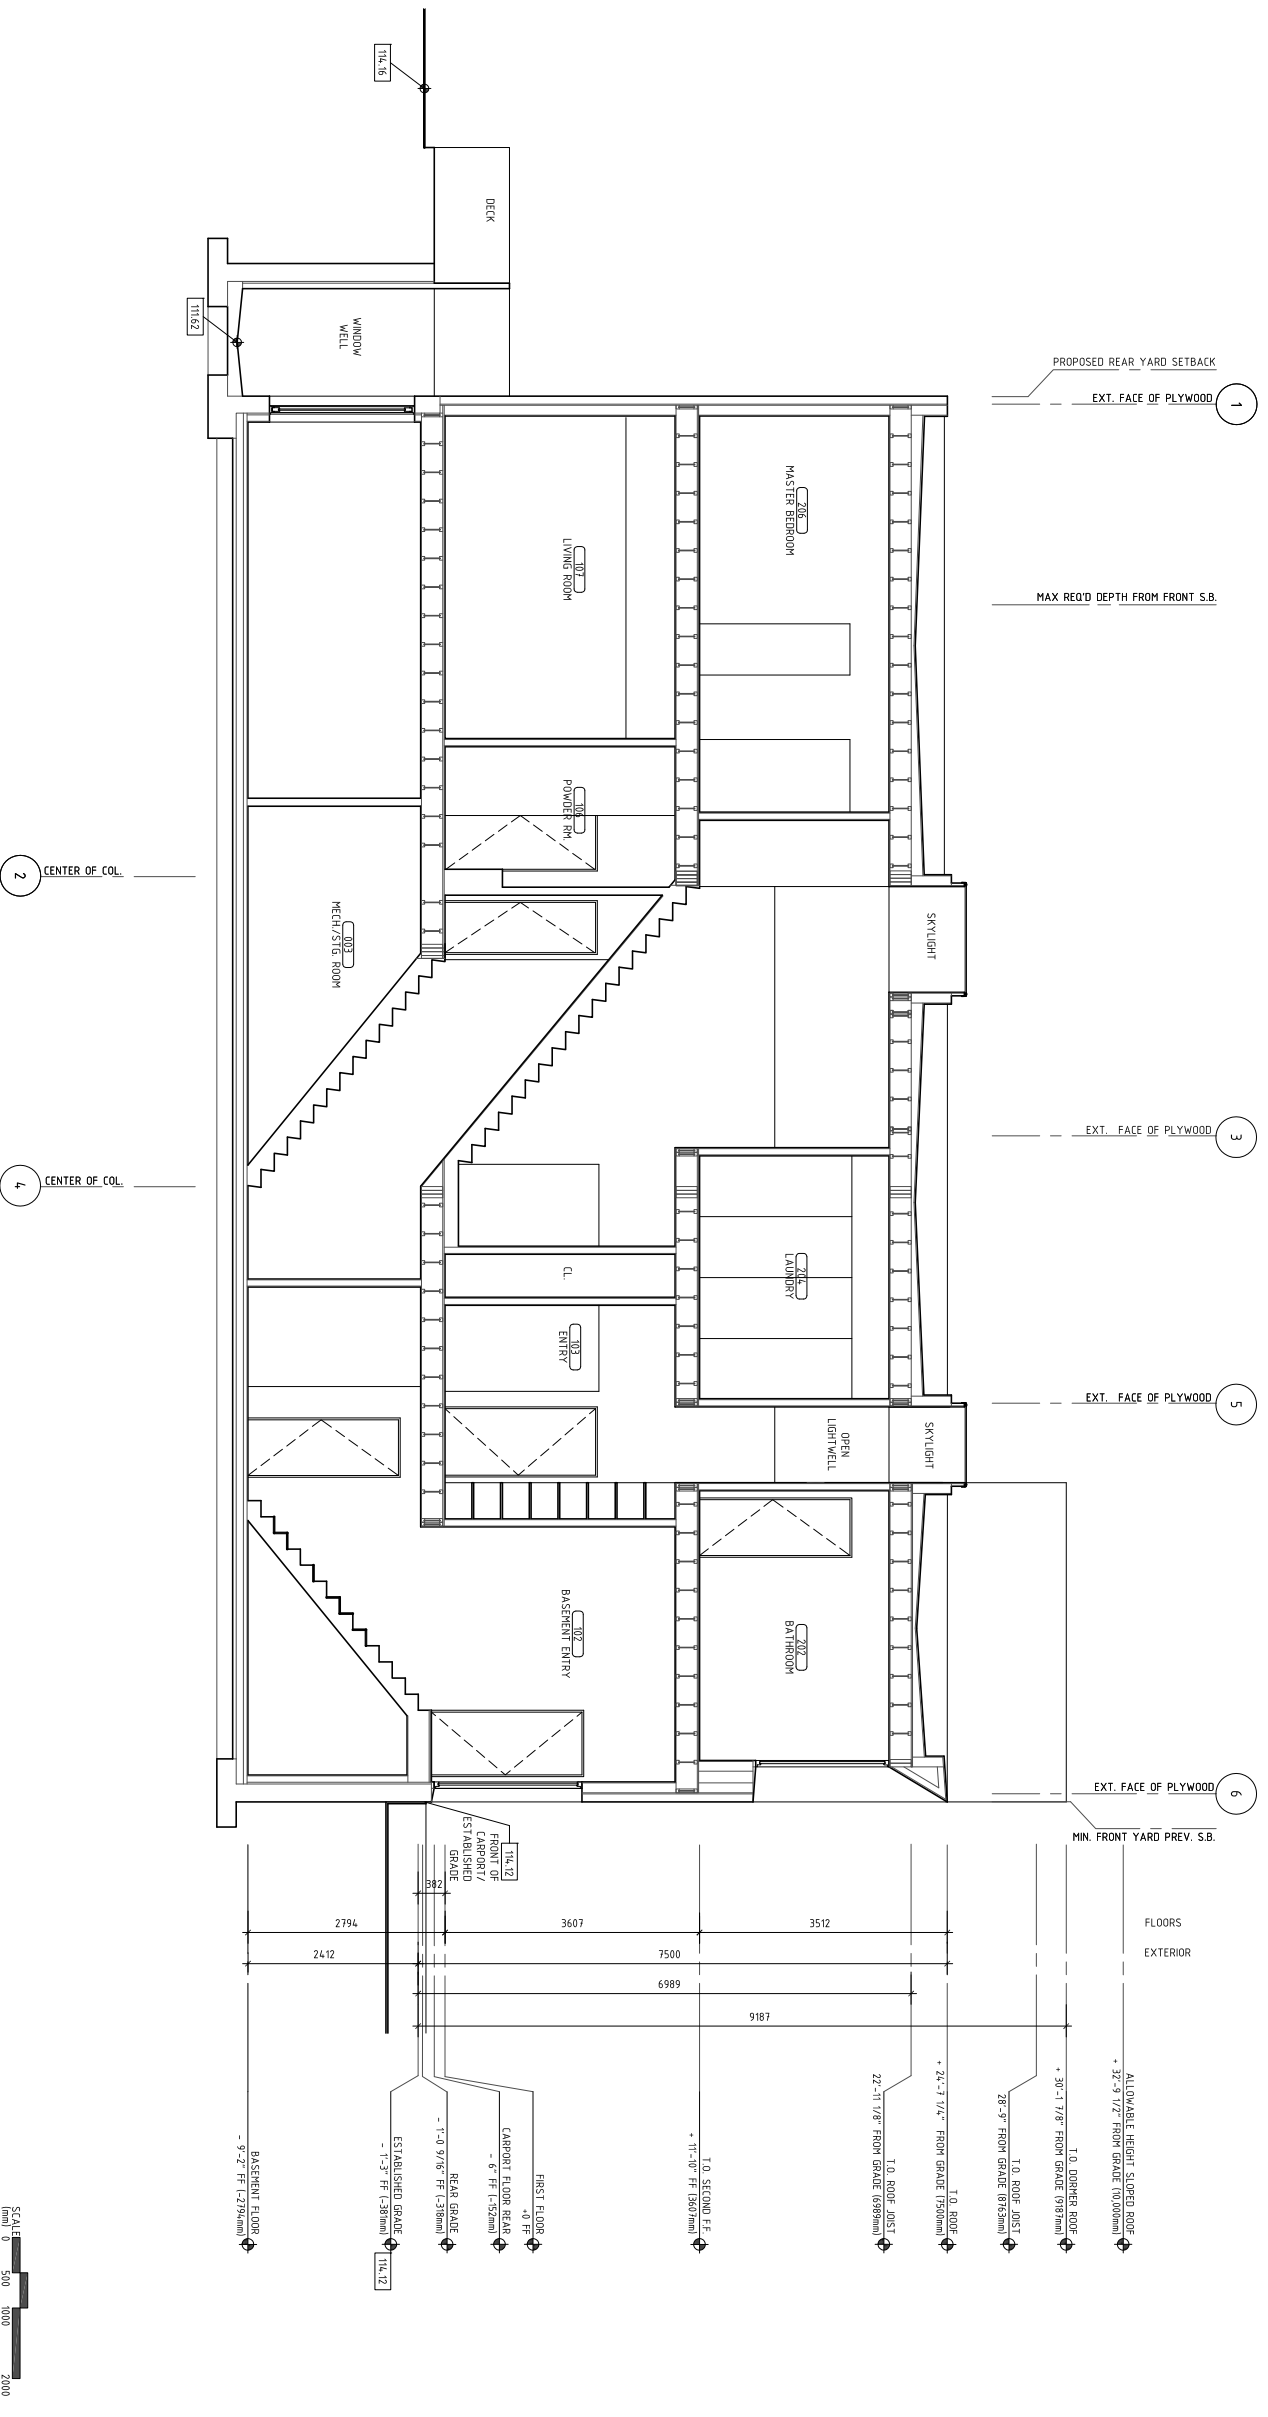 114.16
DECK
111.62
WINDOW
WELL
PROPOSED REAR YARD SETBACK
EXT. FACE OF PLYWOOD
1
206
MASTER BEDROOM
107
LIVING ROOM
MAX REQ'D DEPTH FROM FRONT S.B.
106
POWDER RM.
2
CENTER OF COL.
003
MECH./STG. ROOM
SKYLIGHT
EXT. FACE OF PLYWOOD
3
4
CENTER OF COL.
204
LAUNDRY
CL.
103
ENTRY
EXT. FACE OF PLYWOOD
5
OPEN
LIGHTWELL
SKYLIGHT
102
BASEMENT ENTRY
202
BATHROOM
EXT. FACE OF PLYWOOD
6
MIN. FRONT YARD PREV. S.B.
114.12
FRONT OF
CARPORT/
ESTABLISHED
GRADE
382
2794
3607
3512
FLOORS
2412
7500
EXTERIOR
6989
9187
ALLOWABLE HEIGHT SLOPED ROOF
+ 32'-9 1/2" FROM GRADE (10,000mm)
T.O. DORMER ROOF
+ 30'-1 7/8" FROM GRADE (9187mm)
T.O. ROOF JOIST
28'-9" FROM GRADE (8763mm)
T.O. ROOF
+ 24'-7 1/4" FROM GRADE (7500mm)
T.O. ROOF JOIST
22'-11 1/8" FROM GRADE (6989mm)
T.O. SECOND F.F.
+ 11'-10" FF (3607mm)
FIRST FLOOR
+0 FF
CARPORT FLOOR REAR
- 6" FF (-152mm)
REAR GRADE
- 1'-0 9/16" FF (-318mm)
ESTABLISHED GRADE
- 1'-3" FF (-381mm)
114.12
BASEMENT FLOOR
- 9'-2" FF (-2794mm)
SCALE
(mm) 0 500 1000 2000